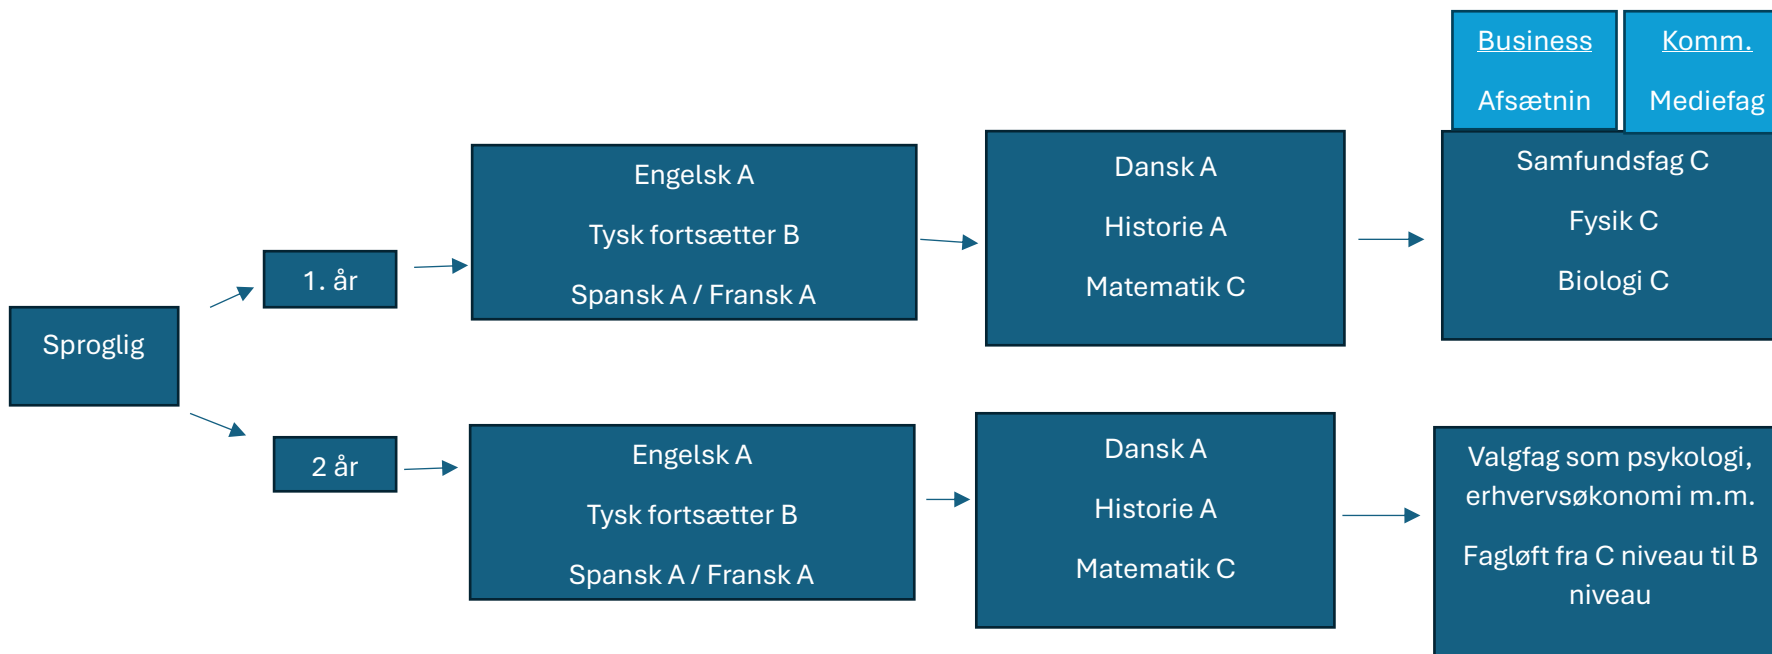 Sproglig
1. år
Engelsk A
Tysk fortsætter B
Spansk A / Fransk A
Dansk A
Historie A
Matematik C
Business
Afsætnin
Komm.
Mediefag
Samfundsfag C
Fysik C
Biologi C
2 år
Engelsk A
Tysk fortsætter B
Spansk A / Fransk A
Dansk A
Historie A
Matematik C
Valgfag som psykologi,
erhvervsøkonomi m.m.
Fagløft fra C niveau til B
niveau